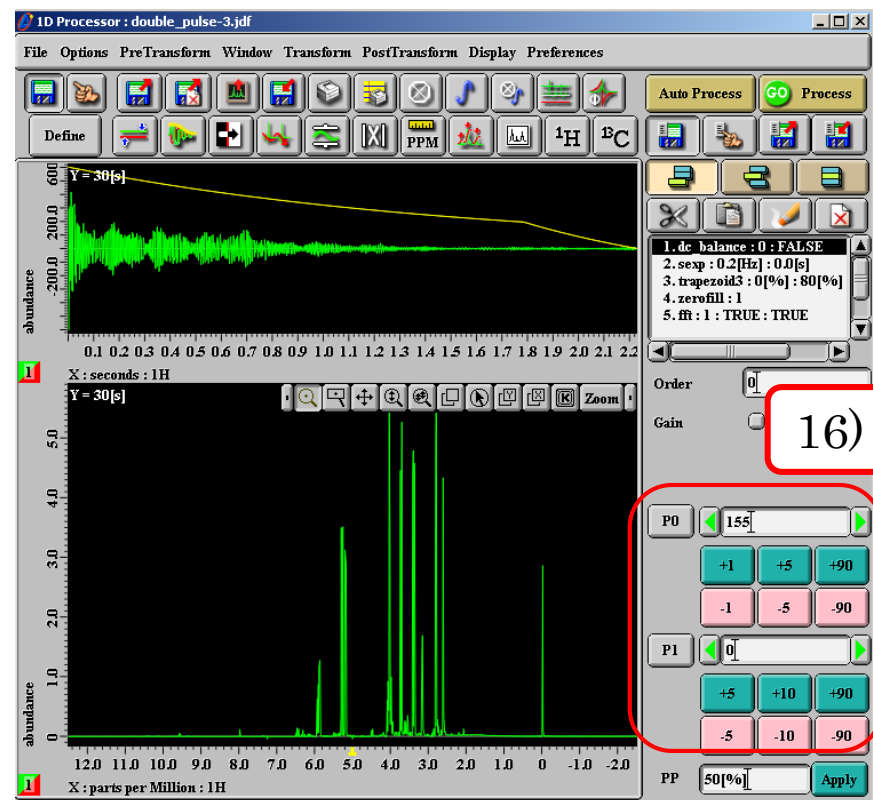 1D Processor : double_pulse-3.jdf
File Options PreTransform Window Transform PostTransform Display Preferences
Auto Process GO Process
Define PPM 1H 13C
Y = 30[s]
600
200.0
-200.0
abundance
0.1 0.2 0.3 0.4 0.5 0.6 0.7 0.8 0.9 1.0 1.1 1.2 1.3 1.4 1.5 1.6 1.7 1.8 1.9 2.0 2.1 2.2
1 X : seconds : 1H
1.dc_balance : 0 : FALSE
2. sexp : 0.2[Hz] : 0.0[s]
3. trapezoid3 : 0[%] : 80[%]
4. zerofill : 1
5. fft : 1 : TRUE : TRUE
Y = 30[s] Y X K Zoom
5.0
4.0
3.0
2.0
1.0
0
abundance
12.0 11.0 10.0 9.0 8.0 7.0 6.0 5.0 4.0 3.0 2.0 1.0 0 -1.0 -2.0
1 X : parts per Million : 1H
Order 0
Gain
16)
P0 155
+1 +5 +90
-1 -5 -90
P1 0
+5 +10 +90
-5 -10 -90
PP 50[%] Apply